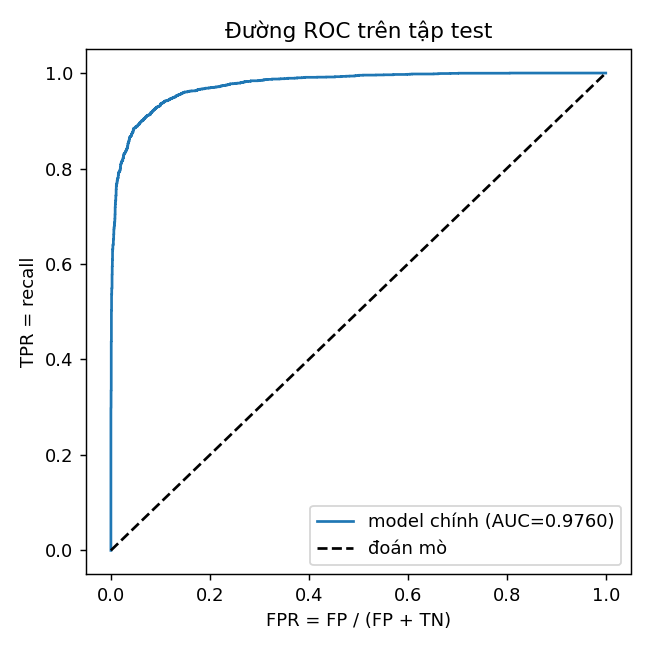 Đường ROC trên tập test
TPR = recall
1.0
0.8
0.6
0.4
0.2
0.0
model chính (AUC=0.9760)
đoán mò
0.0 0.2 0.4 0.6 0.8 1.0
FPR = FP / (FP + TN)